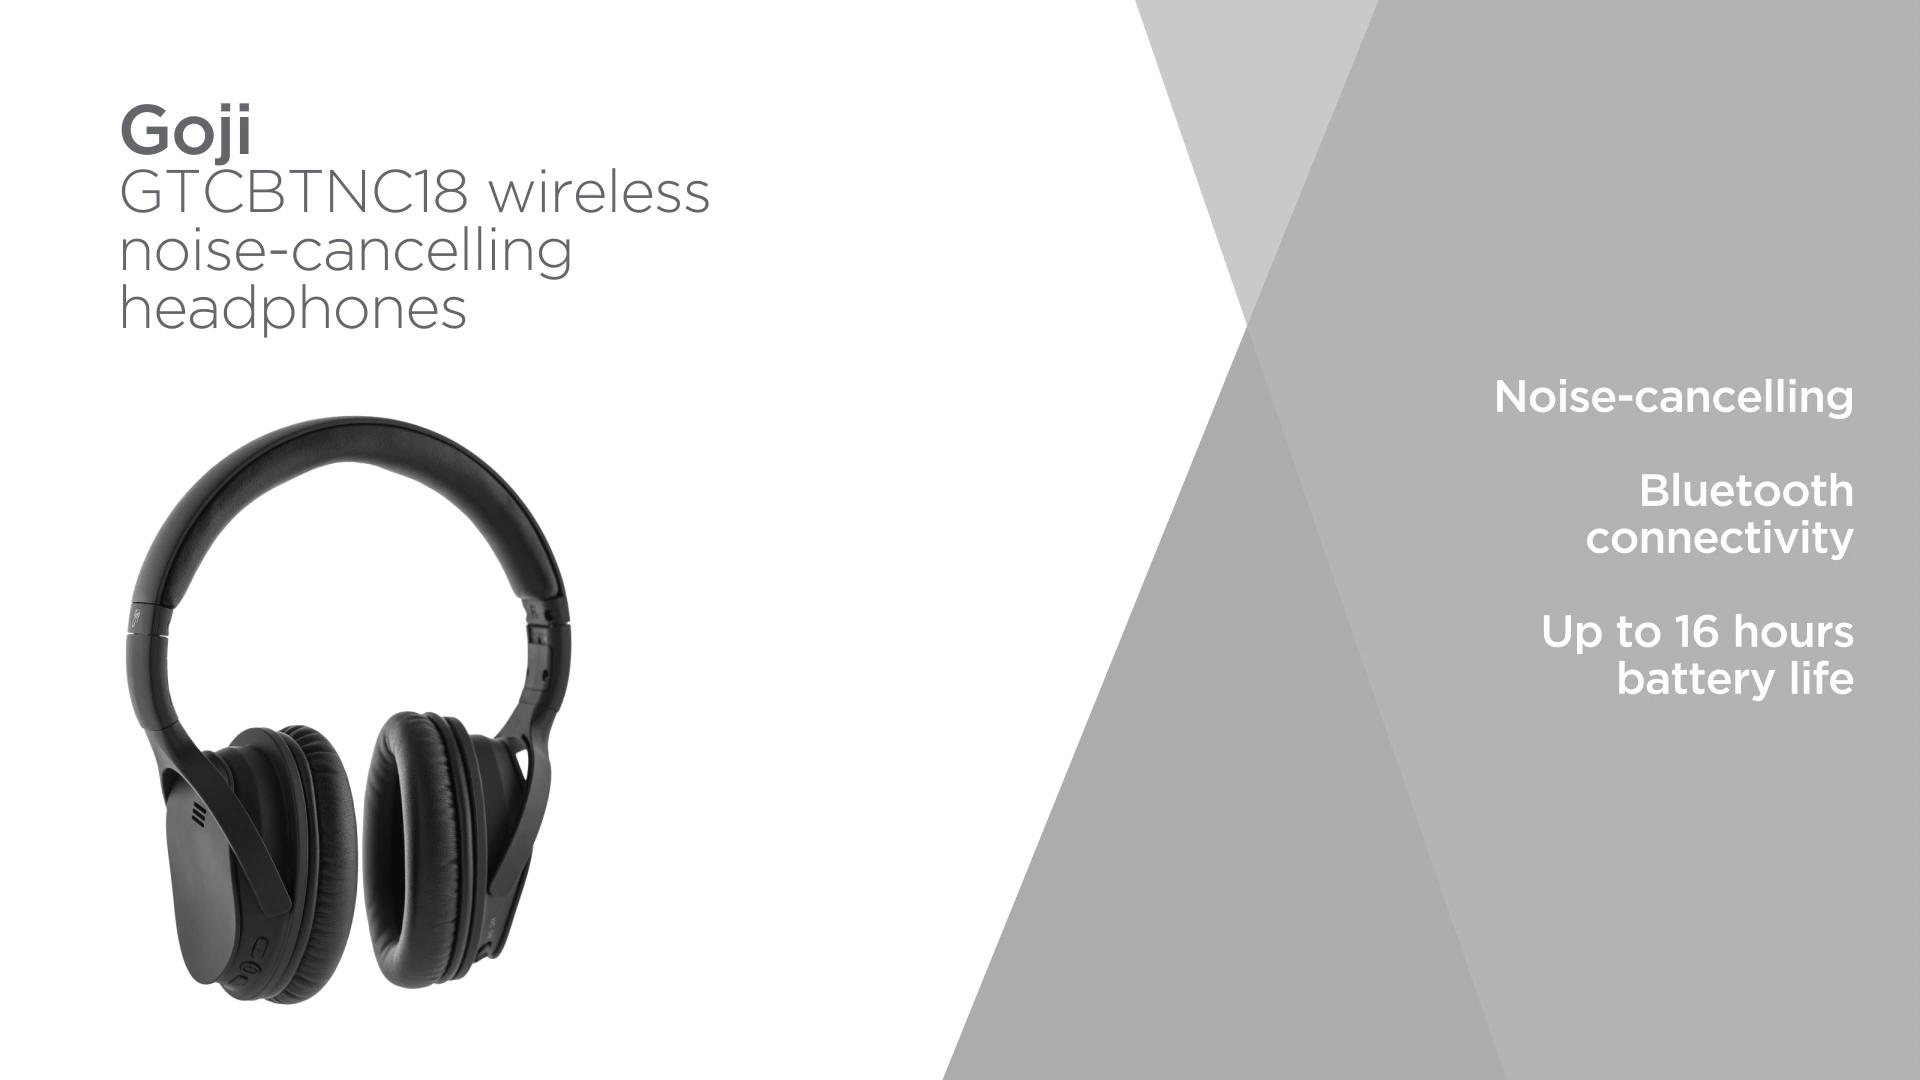 Goji
GTCBTNC18 wireless
noise-cancelling
headphones
Noise-cancelling
Bluetooth
connectivity
Up to 16 hours
battery life